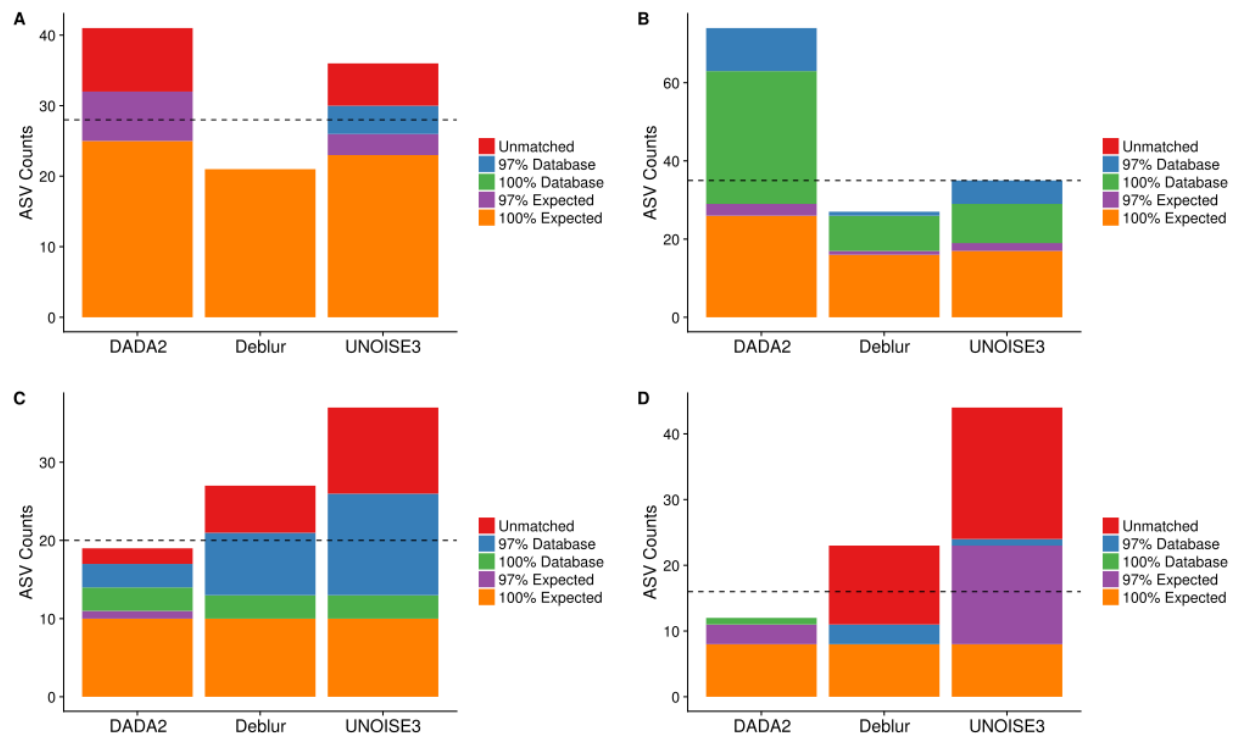 A
ASV Counts
40
30
20
10
0
DADA2
Deblur
UNOISE3
Unmatched
97% Database
100% Database
97% Expected
100% Expected
B
ASV Counts
60
40
20
0
DADA2
Deblur
UNOISE3
Unmatched
97% Database
100% Database
97% Expected
100% Expected
C
ASV Counts
30
20
10
0
DADA2
Deblur
UNOISE3
Unmatched
97% Database
100% Database
97% Expected
100% Expected
D
ASV Counts
40
30
20
10
0
DADA2
Deblur
UNOISE3
Unmatched
97% Database
100% Database
97% Expected
100% Expected